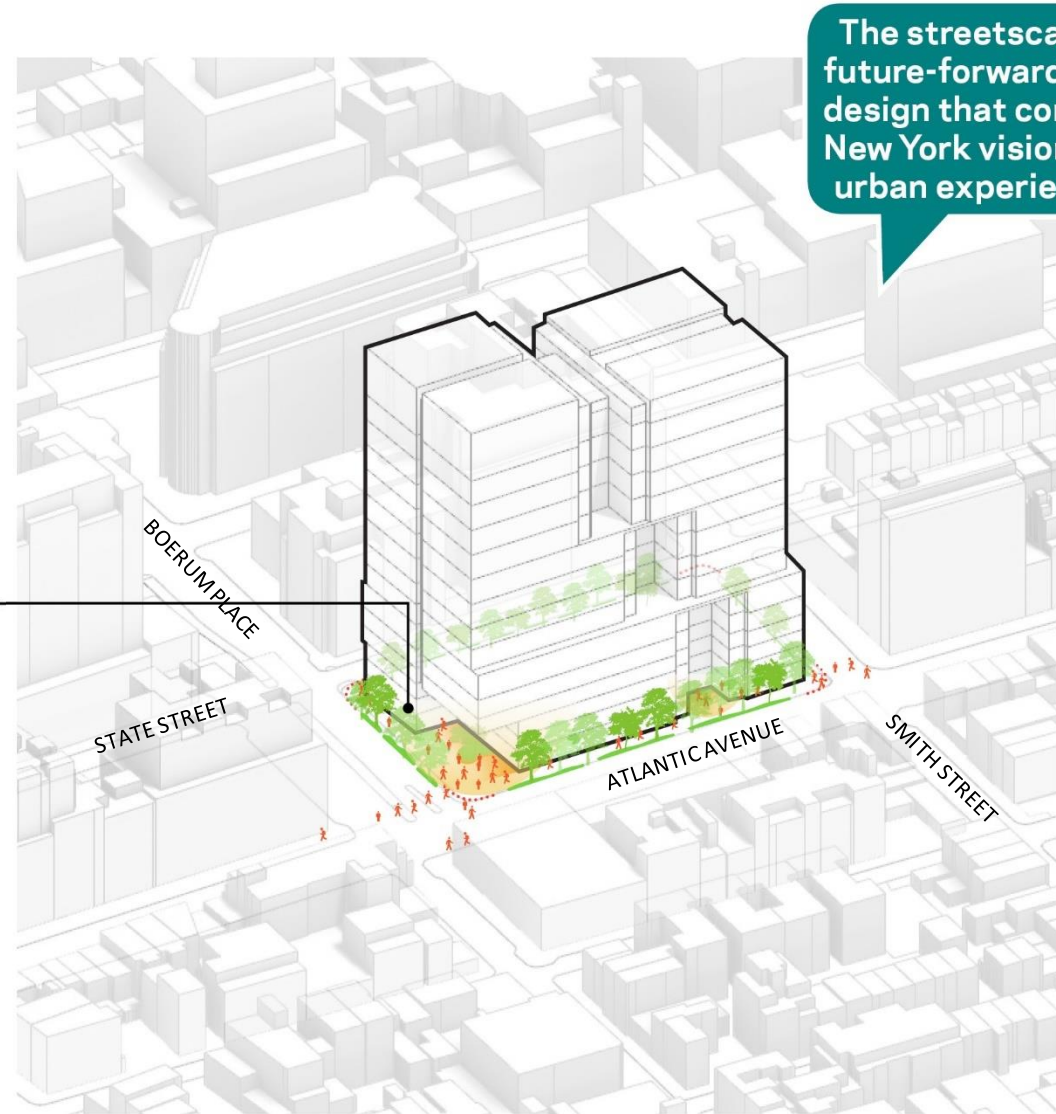 The streetsca
future-forward
design that co
New York vision
urban experie
BOERUM PLACE
STATE STREET
ATLANTIC AVENUE
SMITH STREET